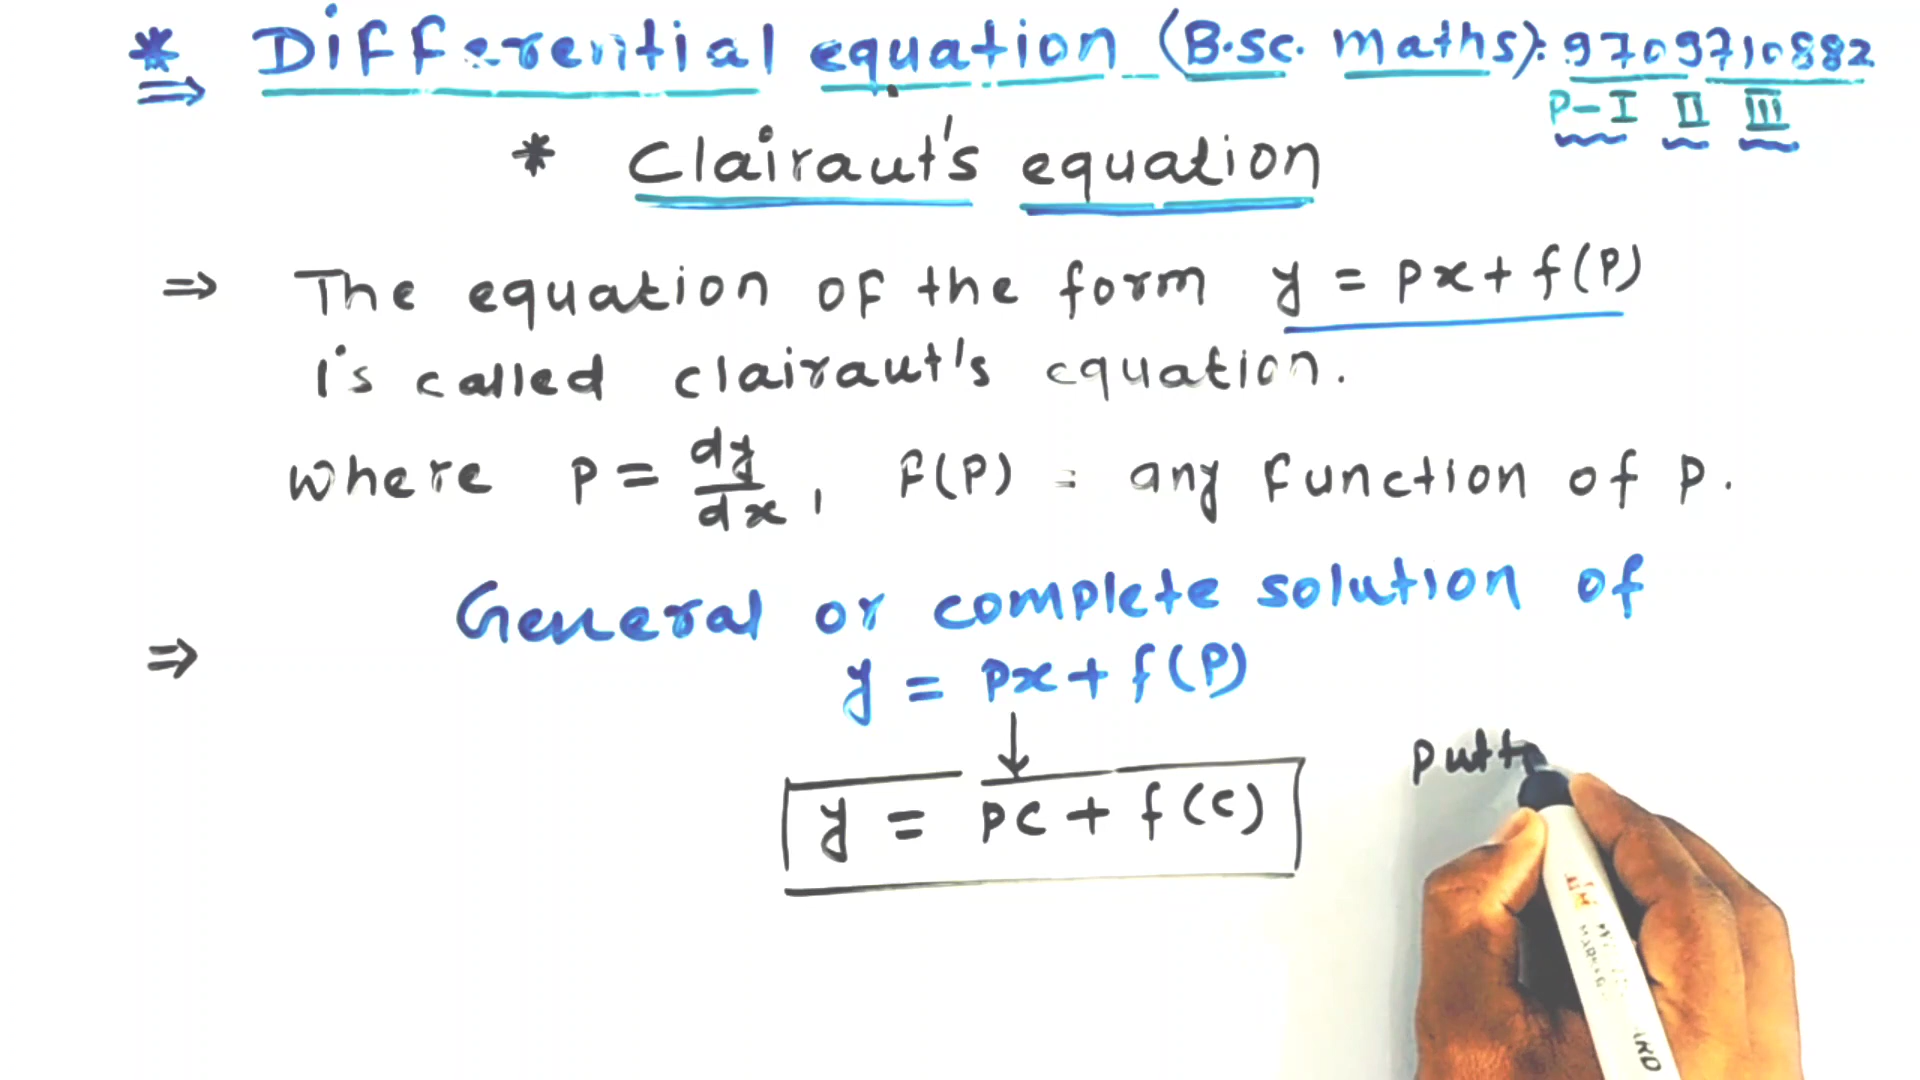 * Differential equation (B.Sc. maths): 9709710882
P-I II III
* Clairaut's equation
⇒ The equation of the form y = px + f(P)
is called clairaut's equation.
where P = dy/dx, F(P) = any function of P.
⇒ General or complete solution of
y = px + f(P)
y = pc + f(c)
putt